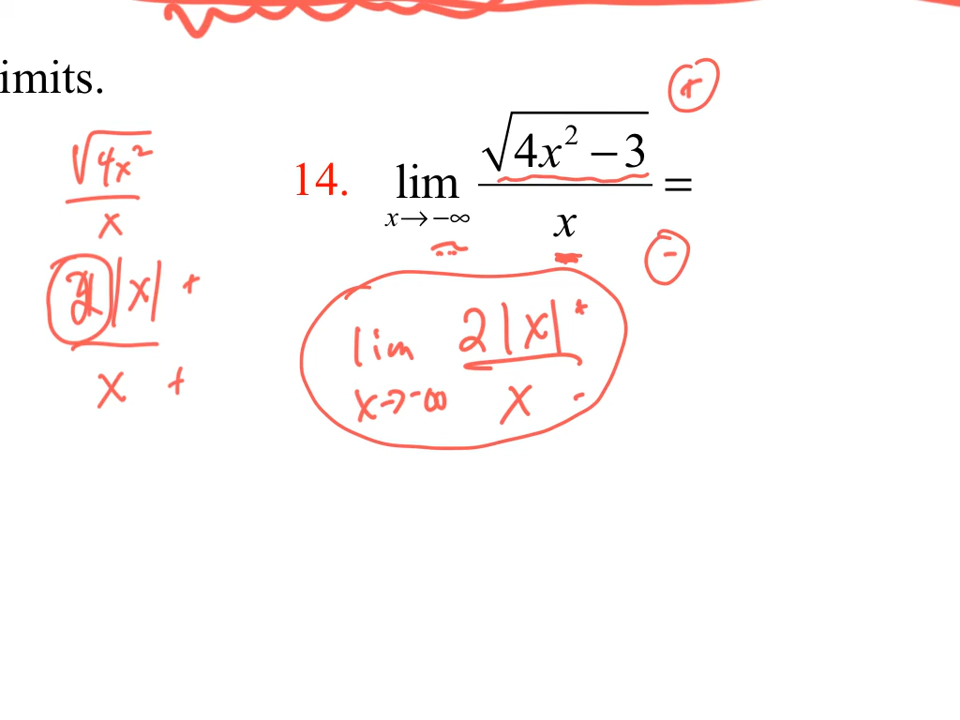 imits.
√4x²
x
2|x| +
x +
14. lim x→−∞ √4x² − 3 / x =
+
−
lim x→-∞ 2|x| + / x -